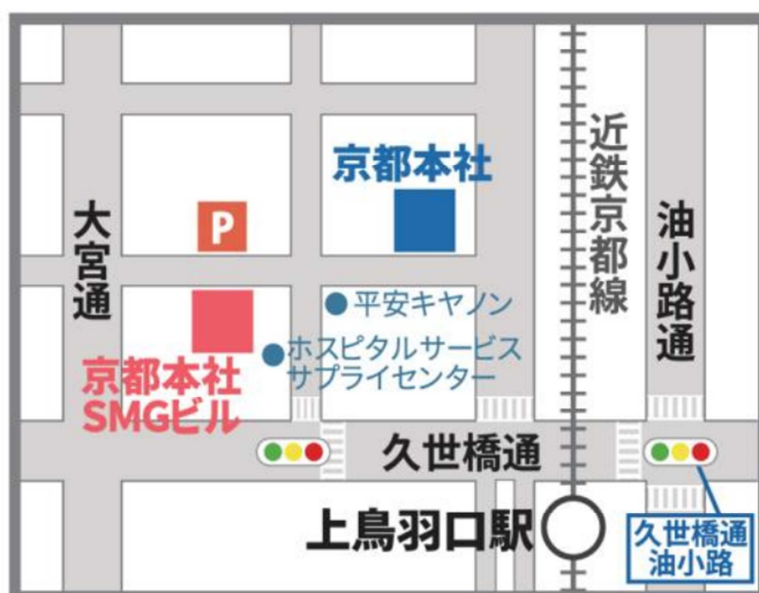 京都本社
P
大宮通
近鉄京都線
油小路通
平安キヤノン
ホスピタルサービス
サプライセンター
京都本社
SMGビル
久世橋通
上鳥羽口駅
久世橋通
油小路